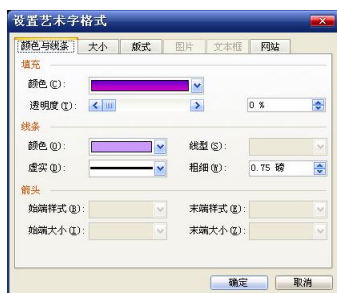 设置艺术字格式
颜色与线条 大小 版式 图片 文本框 网站
填充
颜色(C):
透明度(T): 0 %
线条
颜色(O): 线型(S):
虚实(D): 粗细(W): 0.75 磅
箭头
始端样式(B): 末端样式(E):
始端大小(I): 末端大小(Z):
确定 取消